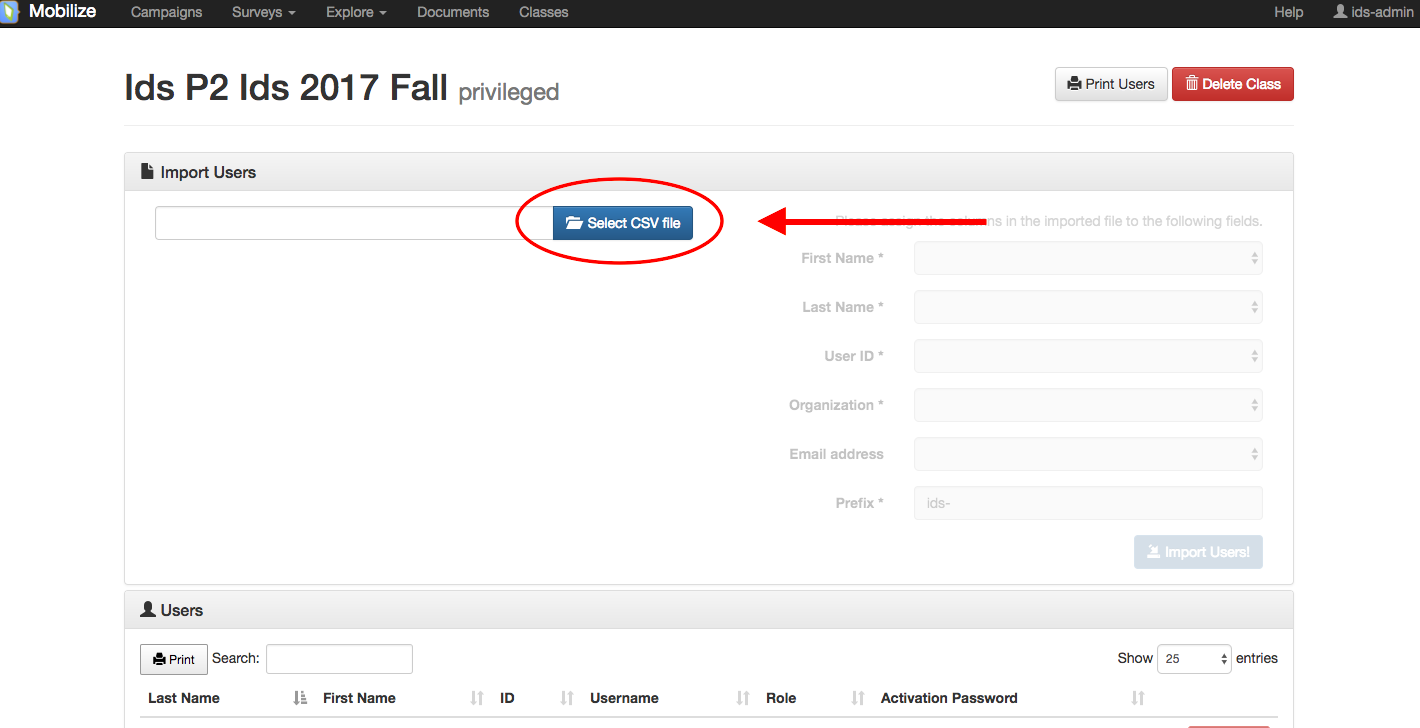 Mobilize Campaigns Surveys Explore Documents Classes Help ids-admin
Ids P2 Ids 2017 Fall privileged Print Users Delete Class
Import Users
Select CSV file
Please assign the columns in the imported file to the following fields.
First Name *
Last Name *
User ID *
Organization *
Email address
Prefix * ids-
Import Users!
Users
Print Search: Show 25 entries
Last Name First Name ID Username Role Activation Password